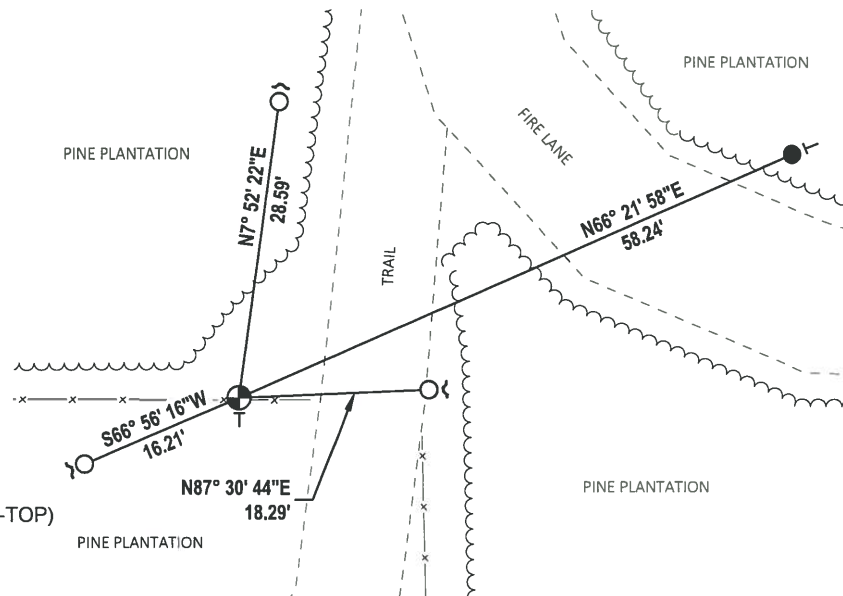 PINE PLANTATION
PINE PLANTATION
FIRE LANE
N7° 52' 22"E
28.59'
N66° 21' 58"E
58.24'
TRAIL
T
T
S66° 56' 16"W
16.21'
N87° 30' 44"E
18.29'
PINE PLANTATION
-TOP)
PINE PLANTATION